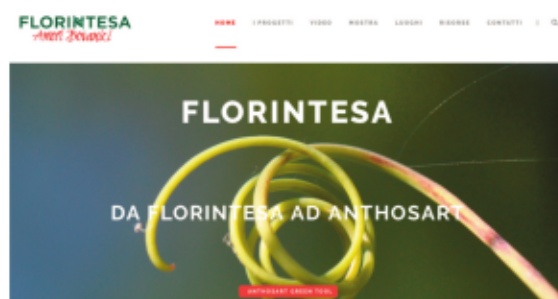 FLORINTESA
Amori Botanici
HOME I PROGETTI VIDEO MOSTRA LUOGHI RISORSE CONTATTI
FLORINTESA
DA FLORINTESA AD ANTHOSART
ANTHOSART GREEN TOOL